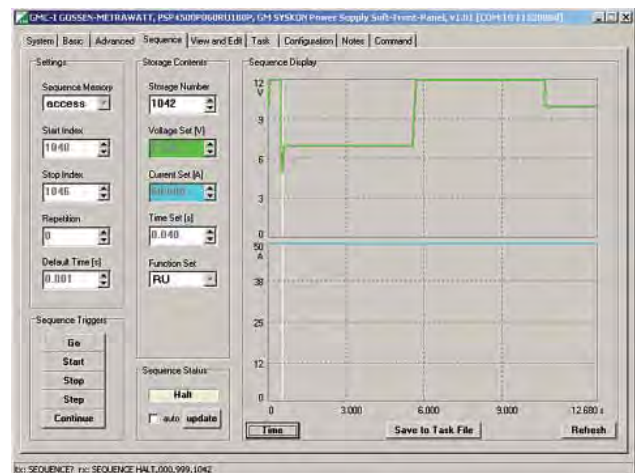 GMC-I GOSSEN-METRAWATT, PSP4500P060RU180P, GM SYSKON Power Supply Soft-Front-Panel, v1.01
System Basic Advanced Sequence View and Edit Task Configuration Notes Command
Settings
Sequence Memory
access
Start Index
1040
Stop Index
1046
Repetition
0
Default Time [s]
0.001
Sequence Triggers
Go
Start
Stop
Step
Continue
Storage Contents
Storage Number
1042
Voltage Set [V]
Current Set [A]
Time Set [s]
0.040
Function Set
RU
Sequence Status
Halt
auto update
Sequence Display
12
V
9
6
3
0
50
A
38
25
12
0
0 3.000 6.000 9.000 12.680 s
Time Save to Task File Refresh
tx: SEQUENCE? rx: SEQUENCE HALT,000,999,1042